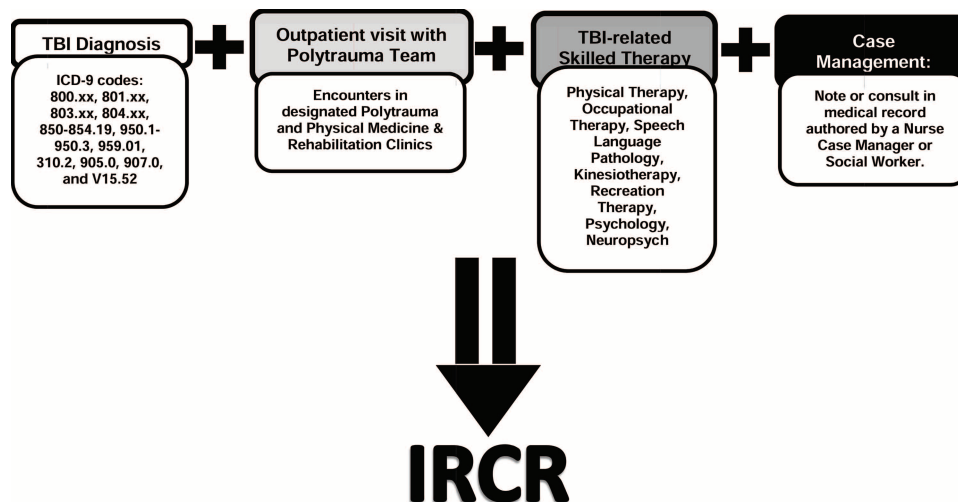 TBI Diagnosis
ICD-9 codes:
800.xx, 801.xx,
803.xx, 804.xx,
850-854.19, 950.1-
950.3, 959.01,
310.2, 905.0, 907.0,
and V15.52
Outpatient visit with
Polytrauma Team
Encounters in
designated Polytrauma
and Physical Medicine &
Rehabilitation Clinics
TBI-related
Skilled Therapy
Physical Therapy,
Occupational
Therapy, Speech
Language
Pathology,
Kinesiotherapy,
Recreation
Therapy,
Psychology,
Neuropsych
Case
Management:
Note or consult in
medical record
authored by a Nurse
Case Manager or
Social Worker.
IRCR